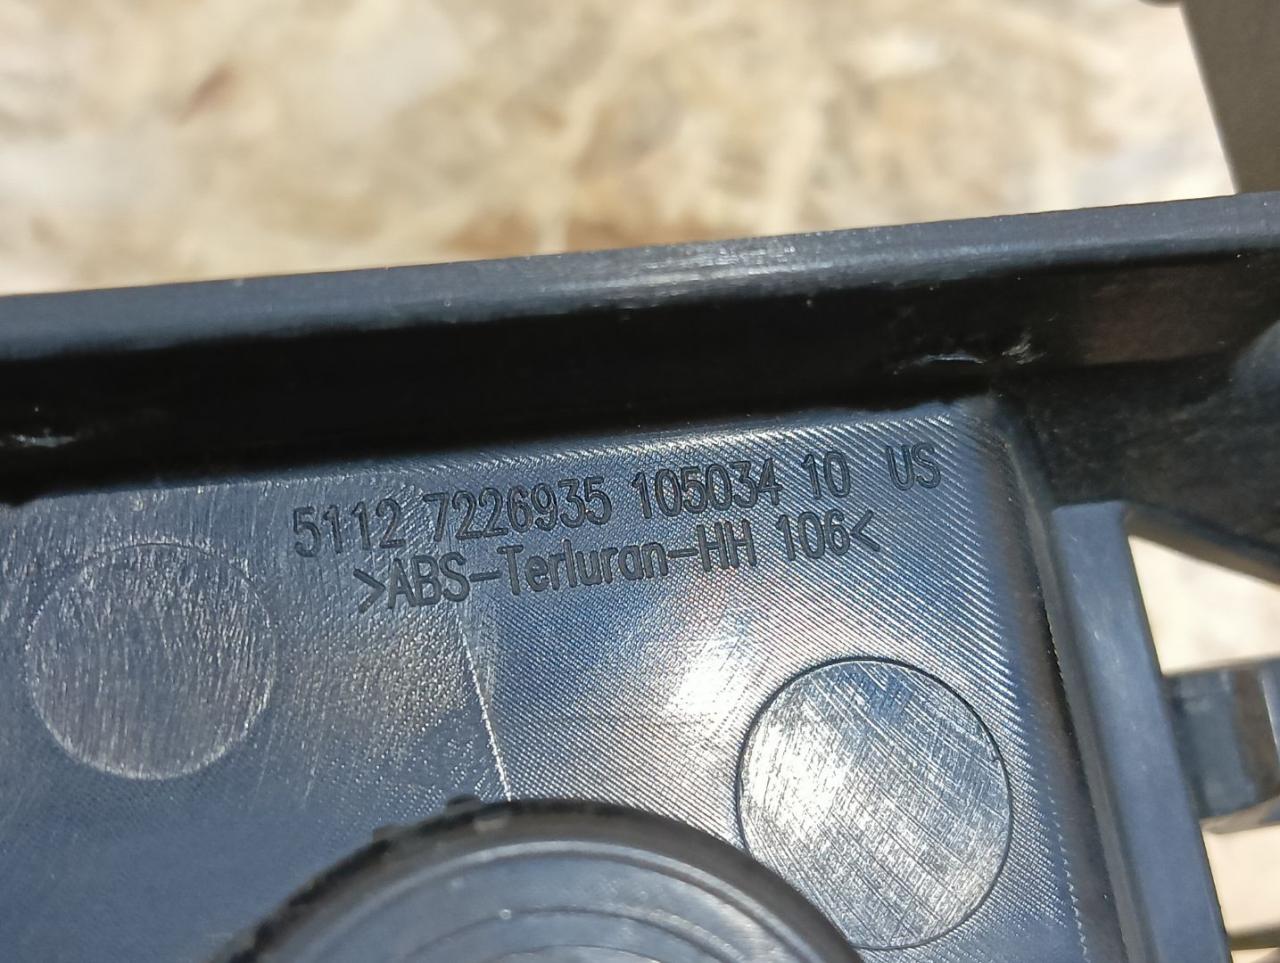 5112 7226935 105034 10 US
>ABS-Terluran-HH 106<